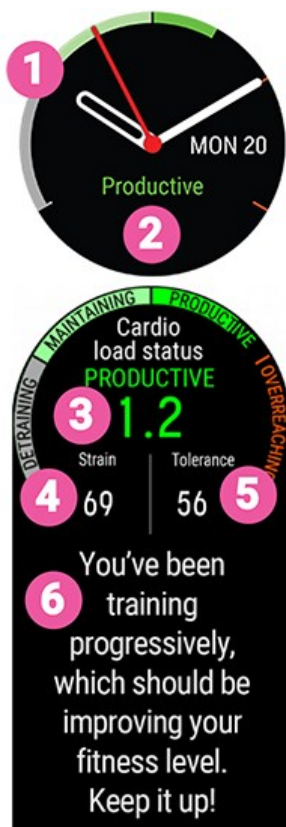 1
MON 20
Productive
2
DETRAINING
MAINTAINING
PRODUCTIVE
OVERREACHING
Cardio
load status
PRODUCTIVE
3
1.2
Strain
Tolerance
4
69
56
5
6
You’ve been
training
progressively,
which should be
improving your
fitness level.
Keep it up!